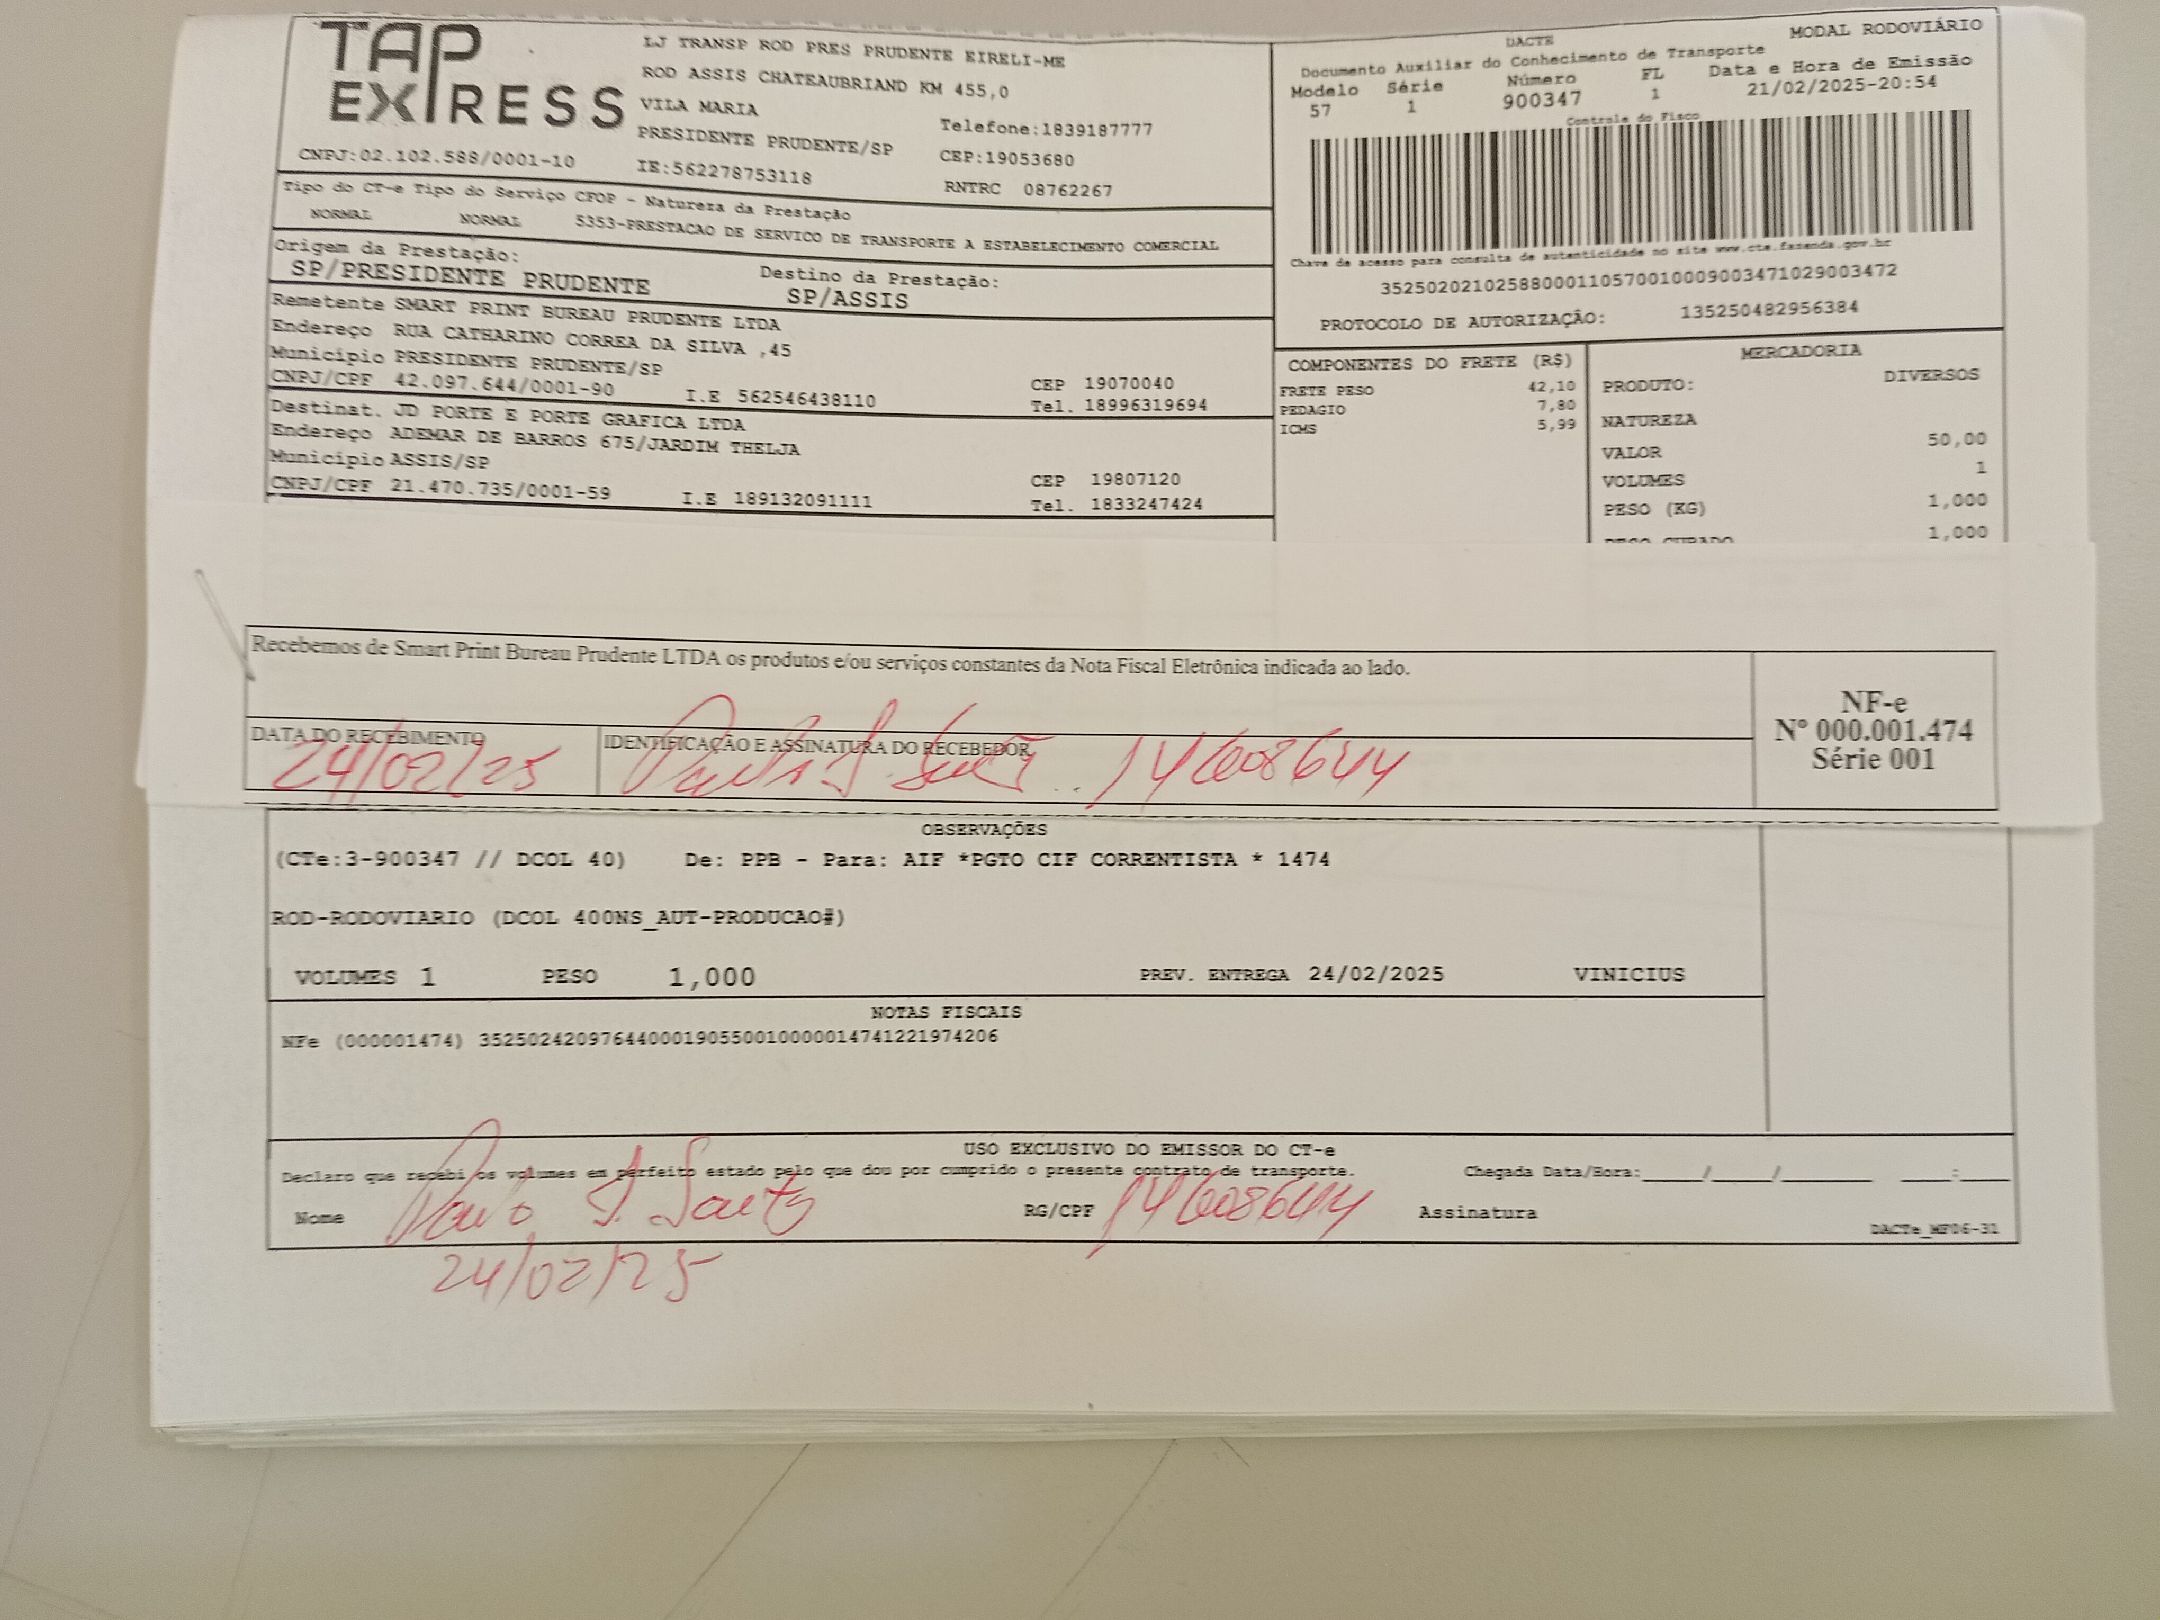 TAP EXPRESS
LJ TRANSP ROD PRES PRUDENTE EIRELI-ME
ROD ASSIS CHATEAUBRIAND KM 455,0
VILA MARIA
Telefone:1839187777
PRESIDENTE PRUDENTE/SP CEP:19053680
CNPJ:02.102.588/0001-10 IE:562278753118 RNTRC 08762267
Tipo do CT-e Tipo do Serviço CFOP - Natureza da Prestação
NORMAL NORMAL 5353-PRESTACAO DE SERVICO DE TRANSPORTE A ESTABELECIMENTO COMERCIAL
Origem da Prestação: Destino da Prestação:
SP/PRESIDENTE PRUDENTE SP/ASSIS
Remetente SMART PRINT BUREAU PRUDENTE LTDA
Endereço RUA CATHARINO CORREA DA SILVA ,45
Município PRESIDENTE PRUDENTE/SP CEP 19070040
CNPJ/CPF 42.097.644/0001-90 I.E 562546438110 Tel. 18996319694
Destinat. JD PORTE E PORTE GRAFICA LTDA
Endereço ADEMAR DE BARROS 675/JARDIM THELJA
Município ASSIS/SP CEP 19807120
CNPJ/CPF 21.470.735/0001-59 I.E 189132091111 Tel. 1833247424
DACTE MODAL RODOVIÁRIO
Documento Auxiliar do Conhecimento de Transporte
Modelo Série Número FL Data e Hora de Emissão
57 1 900347 1 21/02/2025-20:54
Controle do Fisco
Chave de acesso para consulta de autenticidade no site www.cte.fazenda.gov.br
35250202102588000110570010009003471029003472
PROTOCOLO DE AUTORIZAÇÃO: 135250482956384
COMPONENTES DO FRETE (R$)
FRETE PESO 42,10
PEDAGIO 7,80
ICMS 5,99
MERCADORIA
PRODUTO: DIVERSOS
NATUREZA
VALOR 50,00
VOLUMES 1
PESO (KG) 1,000
PESO CUBADO 1,000
Recebemos de Smart Print Bureau Prudente LTDA os produtos e/ou serviços constantes da Nota Fiscal Eletrônica indicada ao lado.
DATA DO RECEBIMENTO IDENTIFICAÇÃO E ASSINATURA DO RECEBEDOR
24/02/25 14608644
NF-e
Nº 000.001.474
Série 001
OBSERVAÇÕES
(CTe:3-900347 // DCOL 40) De: PPB - Para: AIF *PGTO CIF CORRENTISTA * 1474
ROD-RODOVIARIO (DCOL 400NS_AUT-PRODUCAO#)
VOLUMES 1 PESO 1,000 PREV. ENTREGA 24/02/2025 VINICIUS
NOTAS FISCAIS
NFe (000001474) 35250242097644000190550010000014741221974206
USO EXCLUSIVO DO EMISSOR DO CT-e
Declaro que recebi os volumes em perfeito estado pelo que dou por cumprido o presente contrato de transporte. Chegada Data/Hora:____/____/______ ____:____
Nome RG/CPF 14608644 Assinatura
DACTe_MF06-31
24/02/25